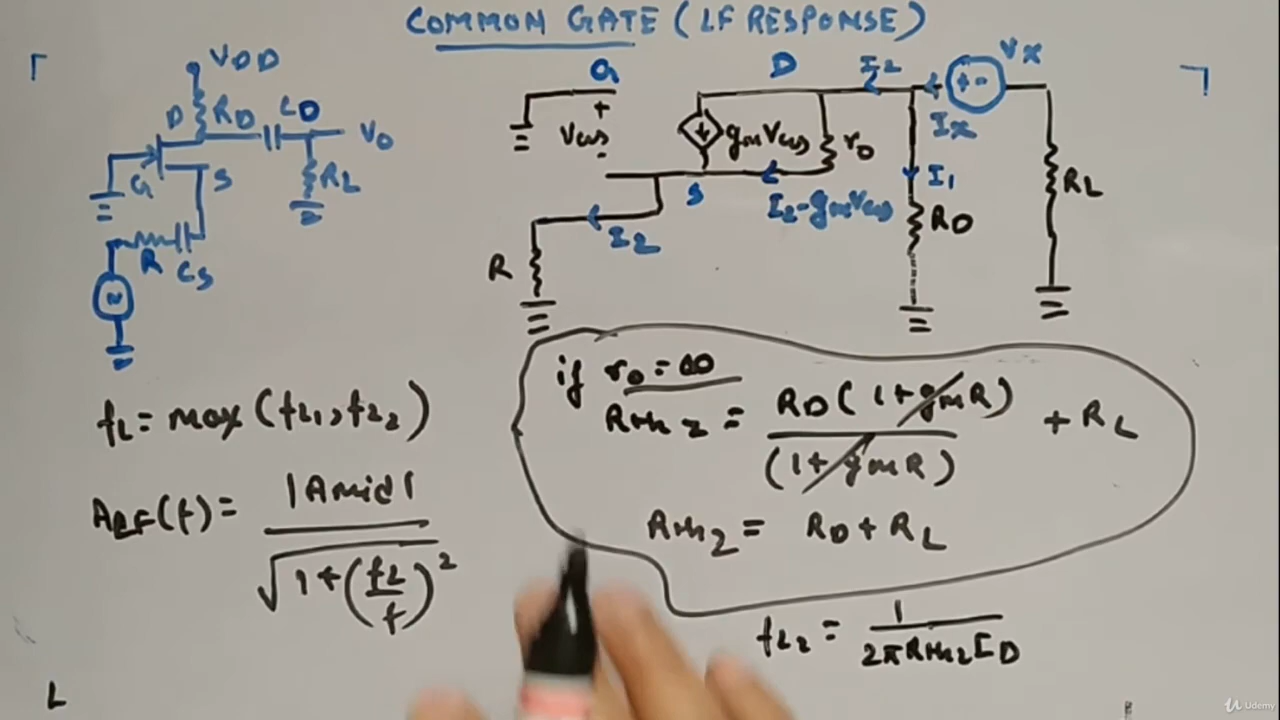 COMMON GATE (LF RESPONSE)
VDD
D
RD
CD
VO
G
S
RL
R
CS
G
+
VGS
-
D
I2
+ -
VX
gmVGS
rO
IX
S
I2-gmVGS
I1
RD
RL
I2
R
fL = max (fL1, fL2)
ALF(f) = |Amid|
√1+(fL/f)²
if rO = ∞
Rth2 = RD(1+gmR) + RL
(1+gmR)
Rth2 = RD+RL
fL2 = 1
2πRth2CD
Udemy